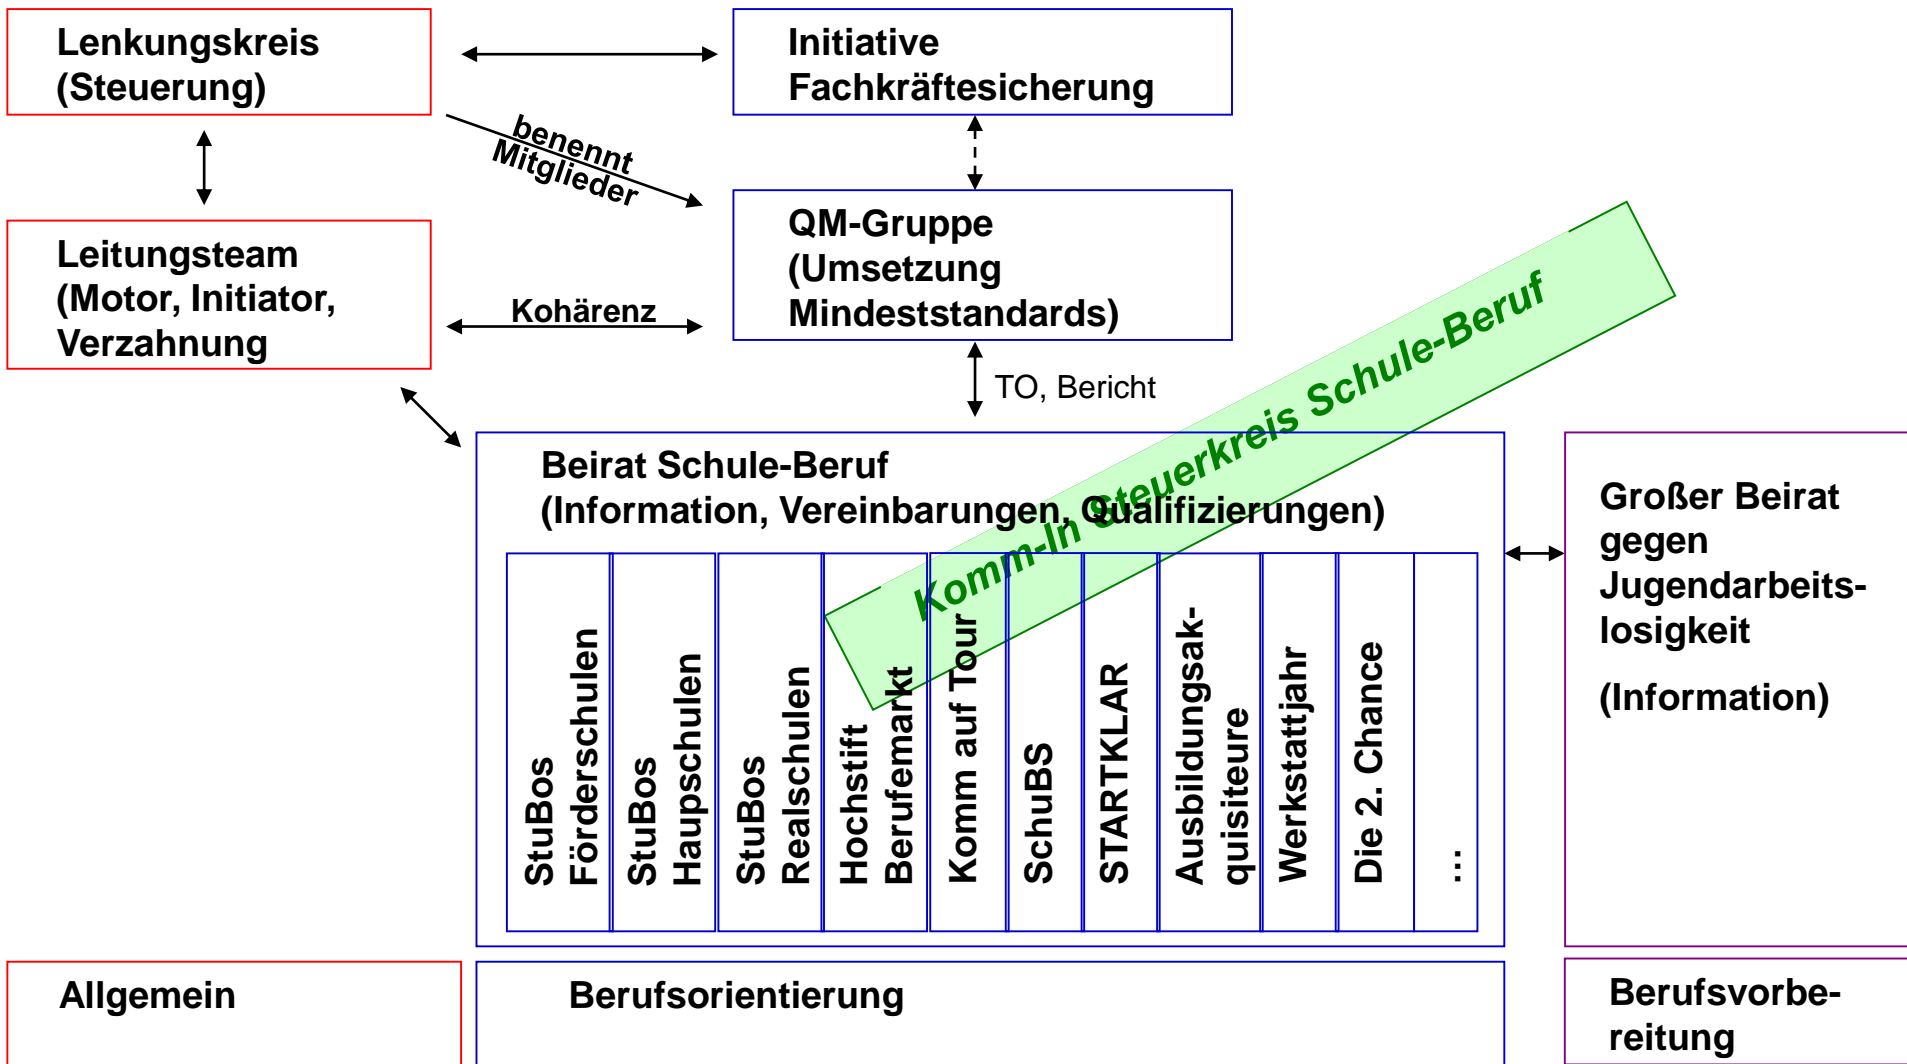 Lenkungskreis
(Steuerung)
Initiative
Fachkräftesicherung
benennt
Mitglieder
Leitungsteam
(Motor, Initiator,
Verzahnung
Kohärenz
QM-Gruppe
(Umsetzung
Mindeststandards)
TO, Bericht
Komm-In Steuerkreis Schule-Beruf
Beirat Schule-Beruf
(Information, Vereinbarungen, Qualifizierungen)
StuBos
Förderschulen
StuBos
Haupschulen
StuBos
Realschulen
Hochstift
Berufemarkt
Komm auf Tour
SchuBS
STARTKLAR
Ausbildungsak-
quisiteure
Werkstattjahr
Die 2. Chance
...
Großer Beirat
gegen
Jugendarbeits-
losigkeit
(Information)
Allgemein
Berufsorientierung
Berufsvorbe-
reitung